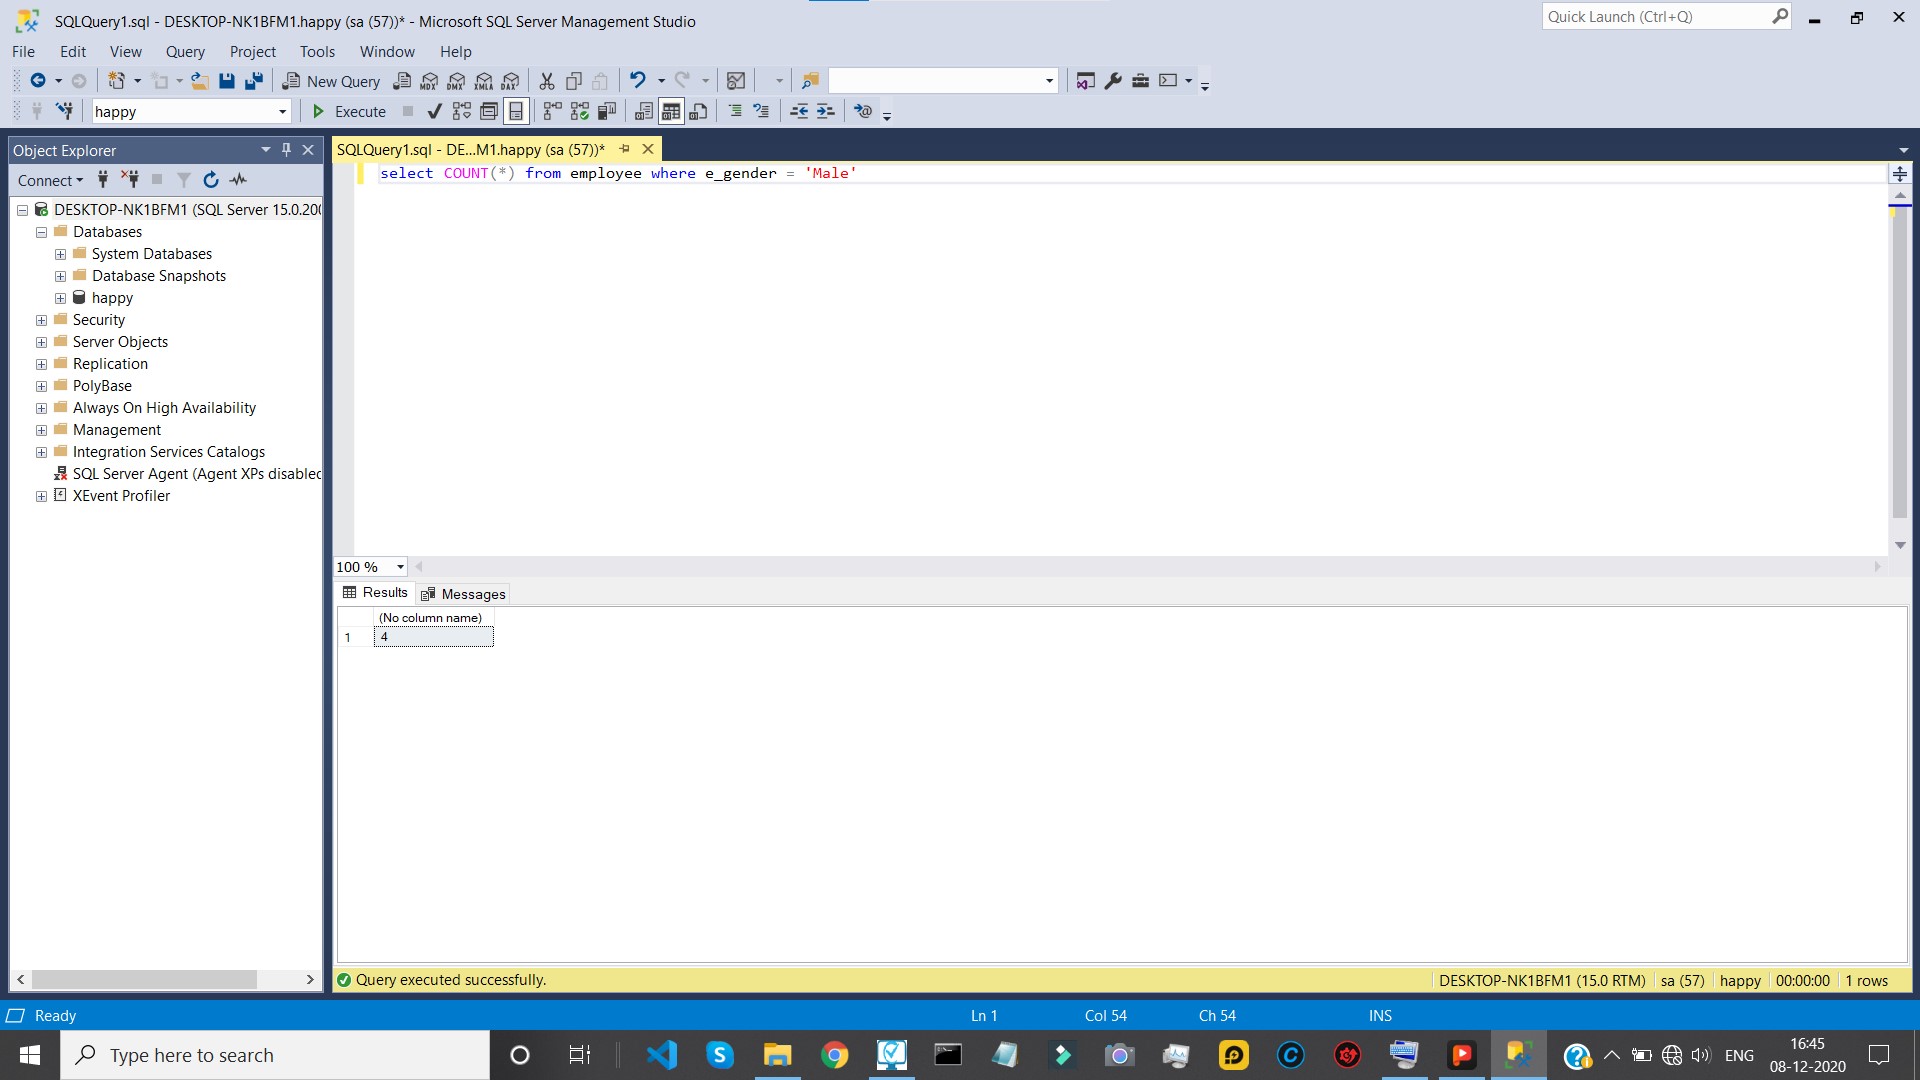 SQLQuery1.sql - DESKTOP-NK1BFM1.happy (sa (57))* - Microsoft SQL Server Management Studio
Quick Launch (Ctrl+Q)
File Edit View Query Project Tools Window Help
New Query MDX DMX XMLA DAX
happy Execute
Object Explorer
SQLQuery1.sql - DE...M1.happy (sa (57))*
Connect
select COUNT(*) from employee where e_gender = 'Male'
DESKTOP-NK1BFM1 (SQL Server 15.0.200
Databases
System Databases
Database Snapshots
happy
Security
Server Objects
Replication
PolyBase
Always On High Availability
Management
Integration Services Catalogs
SQL Server Agent (Agent XPs disabled
XEvent Profiler
100 %
Results Messages
(No column name)
1 4
Query executed successfully.
DESKTOP-NK1BFM1 (15.0 RTM) sa (57) happy 00:00:00 1 rows
Ready Ln 1 Col 54 Ch 54 INS
Type here to search
ENG
16:45
08-12-2020